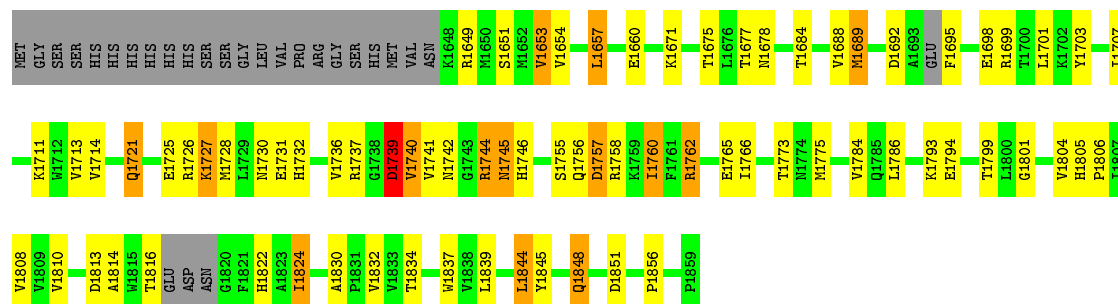 MET GLY SER SER HIS HIS HIS HIS HIS HIS SER SER GLY LEU VAL PRO ARG GLY SER HIS MET VAL ASN K1648 R1649 M1650 S1651 M1652 V1653 V1654 L1657 E1660 K1671 T1675 L1676 T1677 N1678 T1684 V1688 M1689 D1692 A1693 GLU F1695 E1698 R1699 T1700 L1701 K1702 Y1703 I1707
K1711 W1712 V1713 V1714 Q1721 E1725 R1726 K1727 M1728 L1729 N1730 E1731 H1732 V1736 R1737 G1738 D1739 V1740 V1741 N1742 G1743 R1744 N1745 H1746 S1755 Q1756 D1757 R1758 K1759 I1760 F1761 R1762 E1765 I1766 T1773 N1774 M1775 V1784 Q1785 L1786 K1793 E1794 T1799 L1800 G1801 V1804 H1805 P1806 I1807
V1808 V1809 V1810 D1813 A1814 W1815 T1816 GLU ASP ASN G1820 F1821 H1822 A1823 I1824 A1830 P1831 V1832 V1833 T1834 W1837 V1838 L1839 L1844 Y1845 Q1848 D1851 P1856 P1859